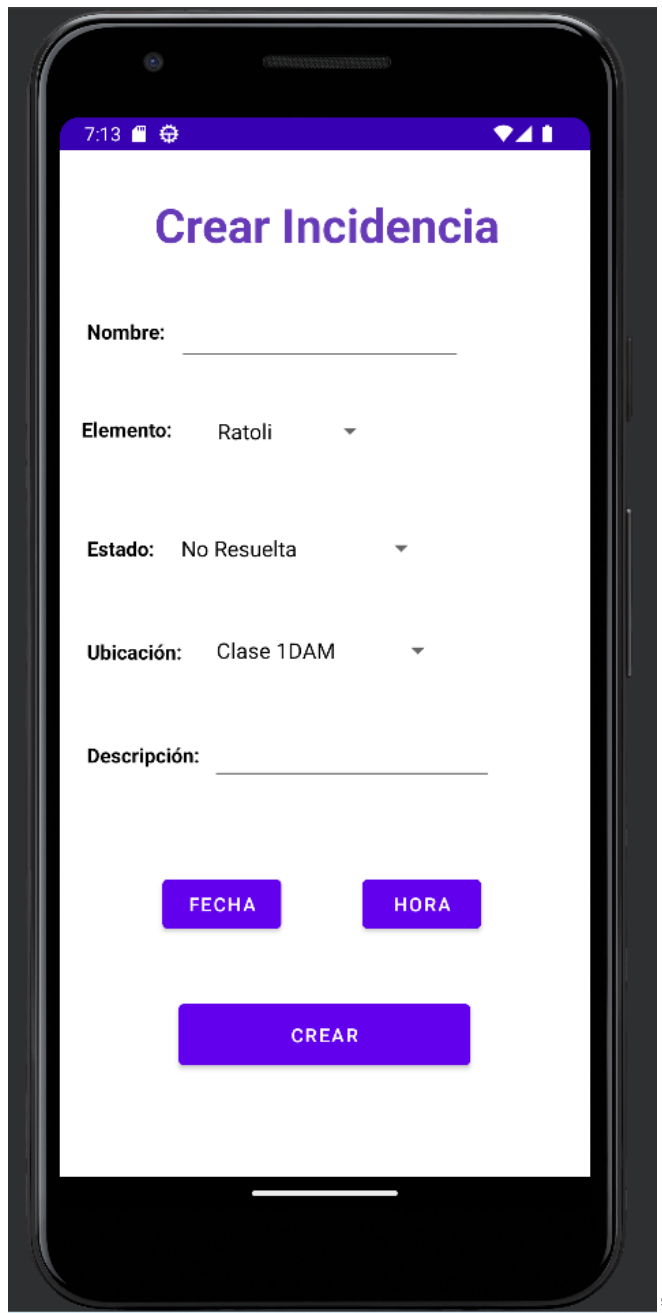 7:13
Crear Incidencia
Nombre:
Elemento: Ratoli
Estado: No Resuelta
Ubicación: Clase 1DAM
Descripción:
FECHA HORA
CREAR